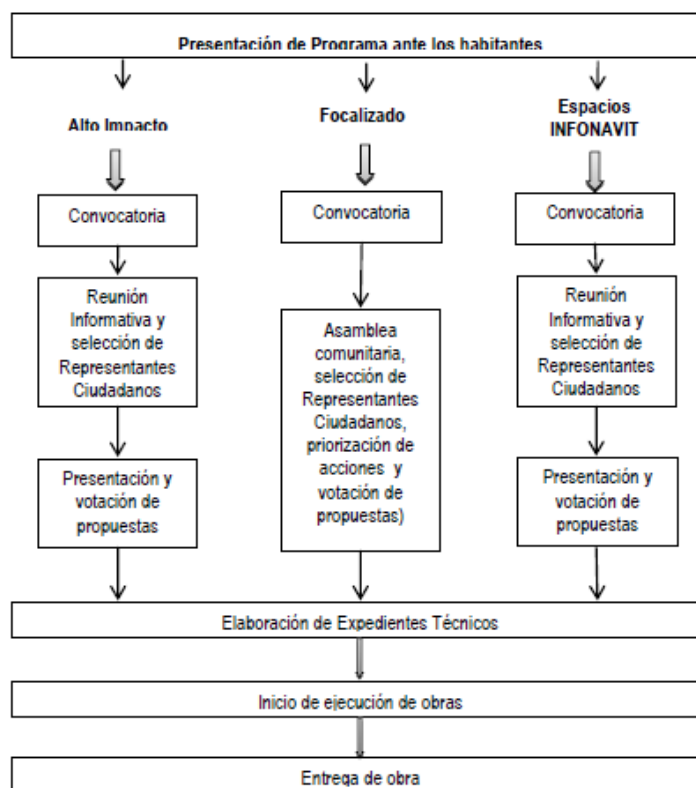 Presentación de Programa ante los habitantes
Alto Impacto
Focalizado
Espacios
INFONAVIT
Convocatoria
Convocatoria
Convocatoria
Reunión
Informativa y
selección de
Representantes
Ciudadanos
Asamblea
comunitaria,
selección de
Representantes
Ciudadanos,
priorización de
acciones y
votación de
propuestas)
Reunión
Informativa y
selección de
Representantes
Ciudadanos
Presentación y
votación de
propuestas
Presentación y
votación de
propuestas
Elaboración de Expedientes Técnicos
Inicio de ejecución de obras
Entrega de obra